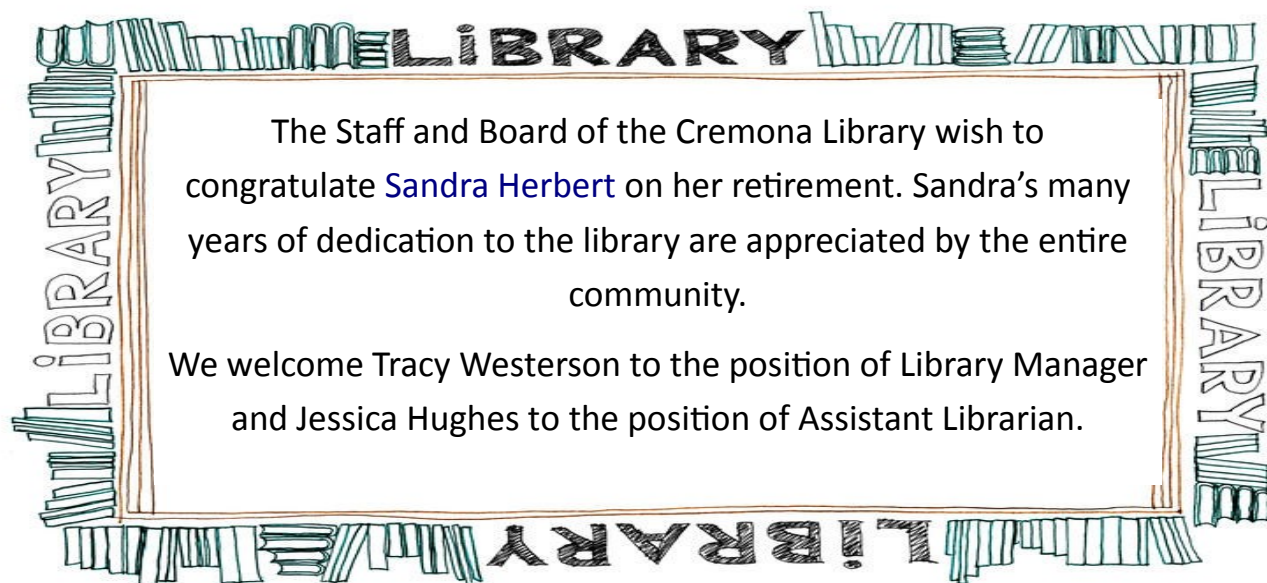 LiBRARY
The Staff and Board of the Cremona Library wish to
congratulate Sandra Herbert on her retirement. Sandra’s many
years of dedication to the library are appreciated by the entire
community.
We welcome Tracy Westerson to the position of Library Manager
and Jessica Hughes to the position of Assistant Librarian.
LiBRARY
LiBRARY
LiBRARY